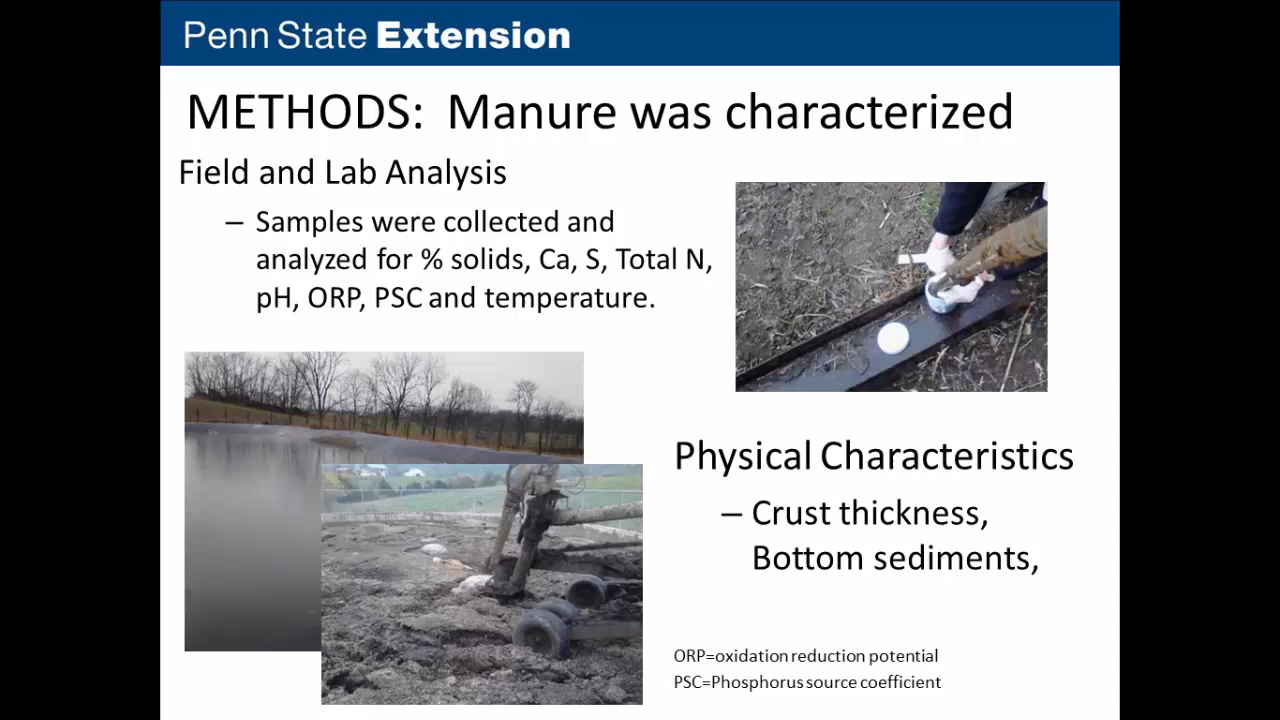 Penn State Extension
METHODS: Manure was characterized
Field and Lab Analysis
– Samples were collected and
analyzed for % solids, Ca, S, Total N,
pH, ORP, PSC and temperature.
Physical Characteristics
– Crust thickness,
Bottom sediments,
ORP=oxidation reduction potential
PSC=Phosphorus source coefficient